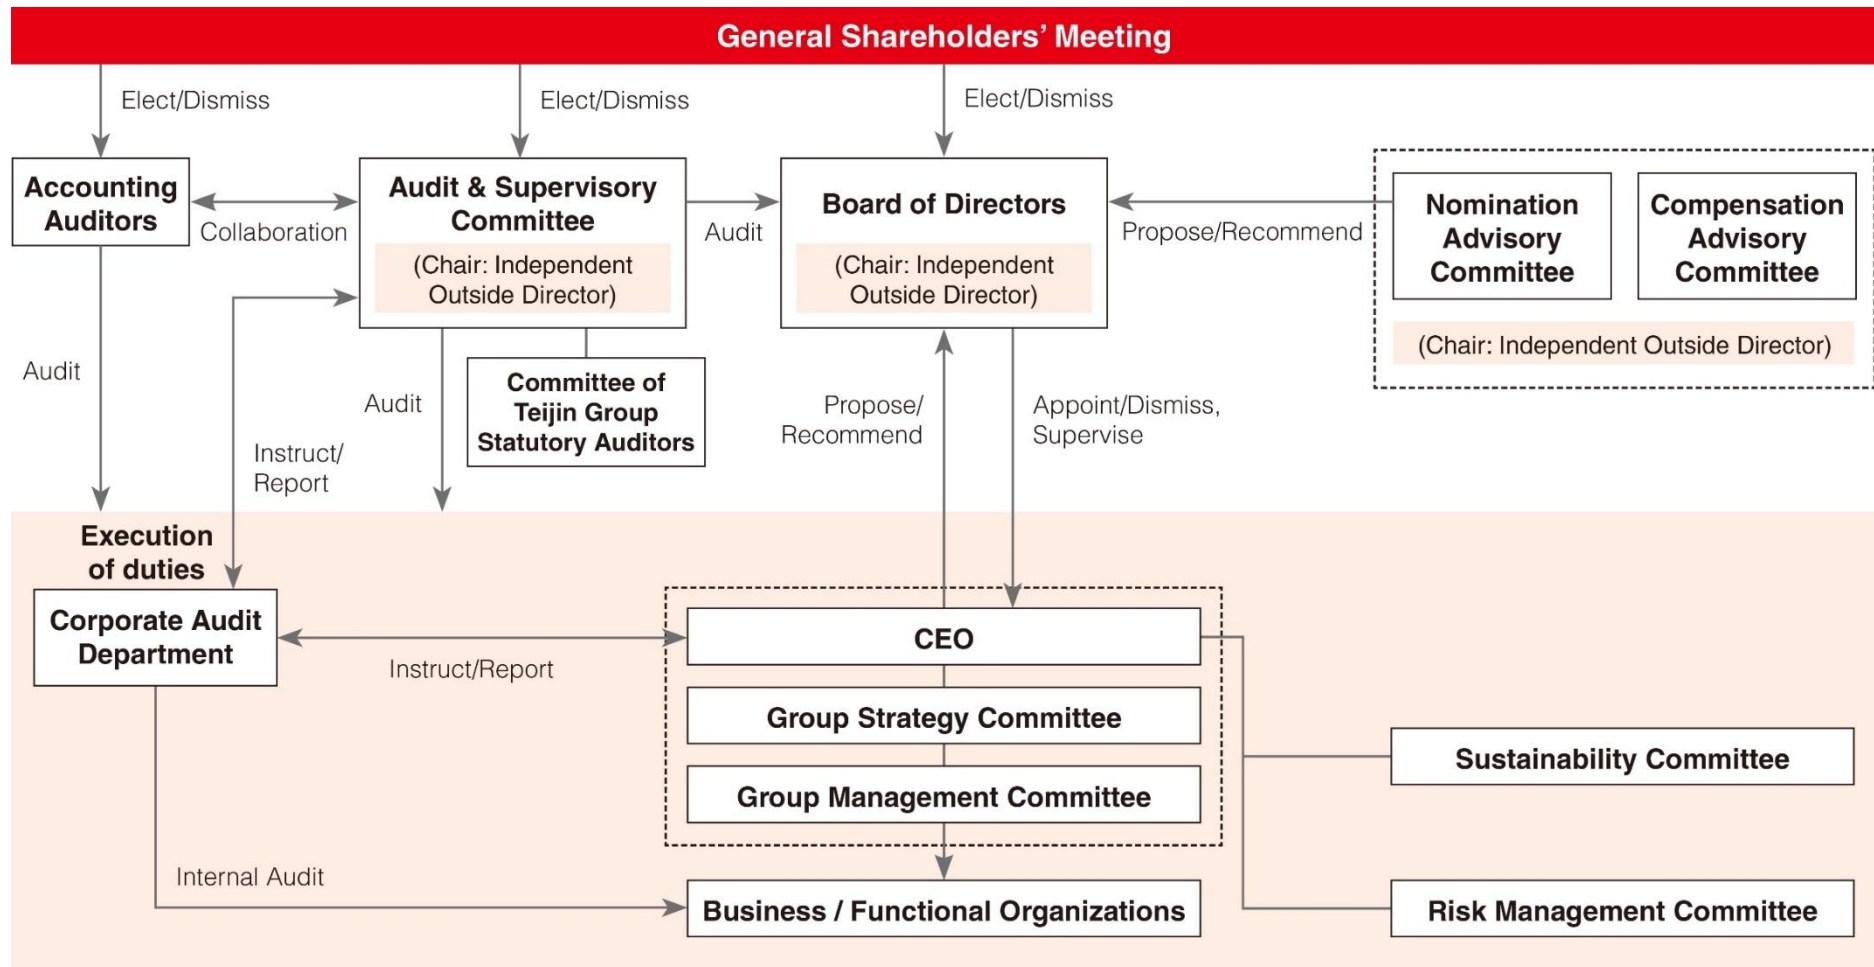 General Shareholders’ Meeting
Elect/Dismiss
Elect/Dismiss
Elect/Dismiss
Accounting
Auditors
Collaboration
Audit & Supervisory
Committee
(Chair: Independent
Outside Director)
Audit
Board of Directors
(Chair: Independent
Outside Director)
Propose/Recommend
Nomination
Advisory
Committee
Compensation
Advisory
Committee
(Chair: Independent Outside Director)
Audit
Instruct/
Report
Audit
Committee of
Teijin Group
Statutory Auditors
Propose/
Recommend
Appoint/Dismiss,
Supervise
Execution
of duties
Corporate Audit
Department
Instruct/Report
CEO
Group Strategy Committee
Group Management Committee
Sustainability Committee
Internal Audit
Business / Functional Organizations
Risk Management Committee